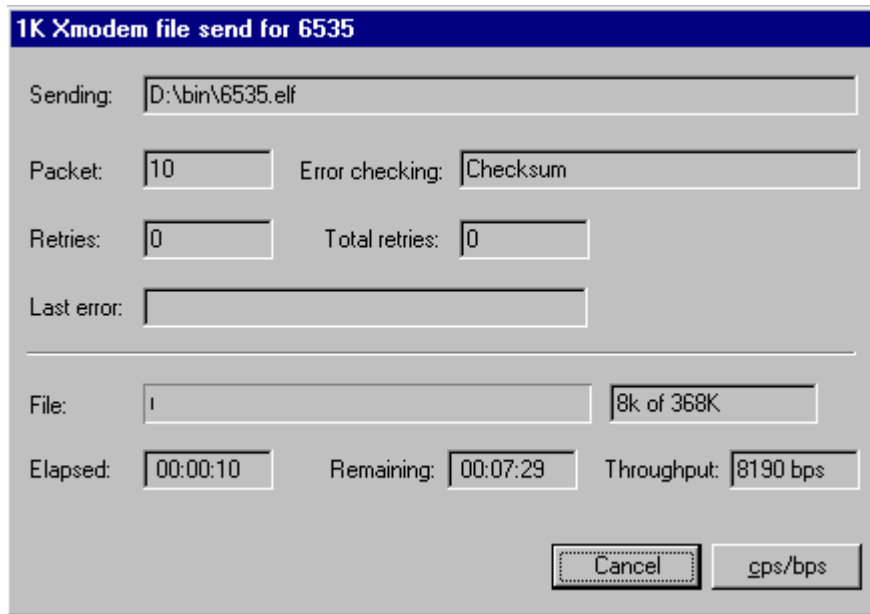 1K Xmodem file send for 6535
Sending: D:\bin\6535.elf
Packet: 10 Error checking: Checksum
Retries: 0 Total retries: 0
Last error:
File: 8k of 368K
Elapsed: 00:00:10 Remaining: 00:07:29 Throughput: 8190 bps
Cancel cps/bps